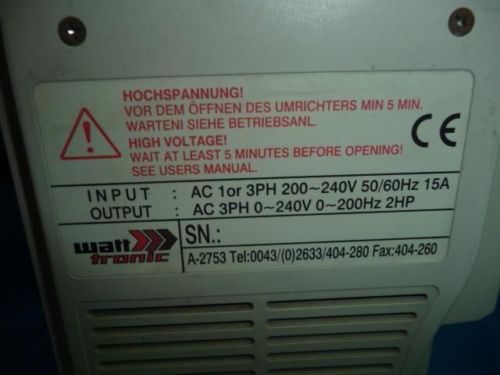 HOCHSPANNUNG!
VOR DEM ÖFFNEN DES UMRICHTERS MIN 5 MIN.
WARTEN! SIEHE BETRIEBSANL.
HIGH VOLTAGE!
WAIT AT LEAST 5 MINUTES BEFORE OPENING!
SEE USERS MANUAL.
CE
INPUT : AC 1or 3PH 200~240V 50/60Hz 15A
OUTPUT : AC 3PH 0~240V 0~200Hz 2HP
watt
tronic
SN.:
A-2753 Tel:0043/(0)2633/404-280 Fax:404-260